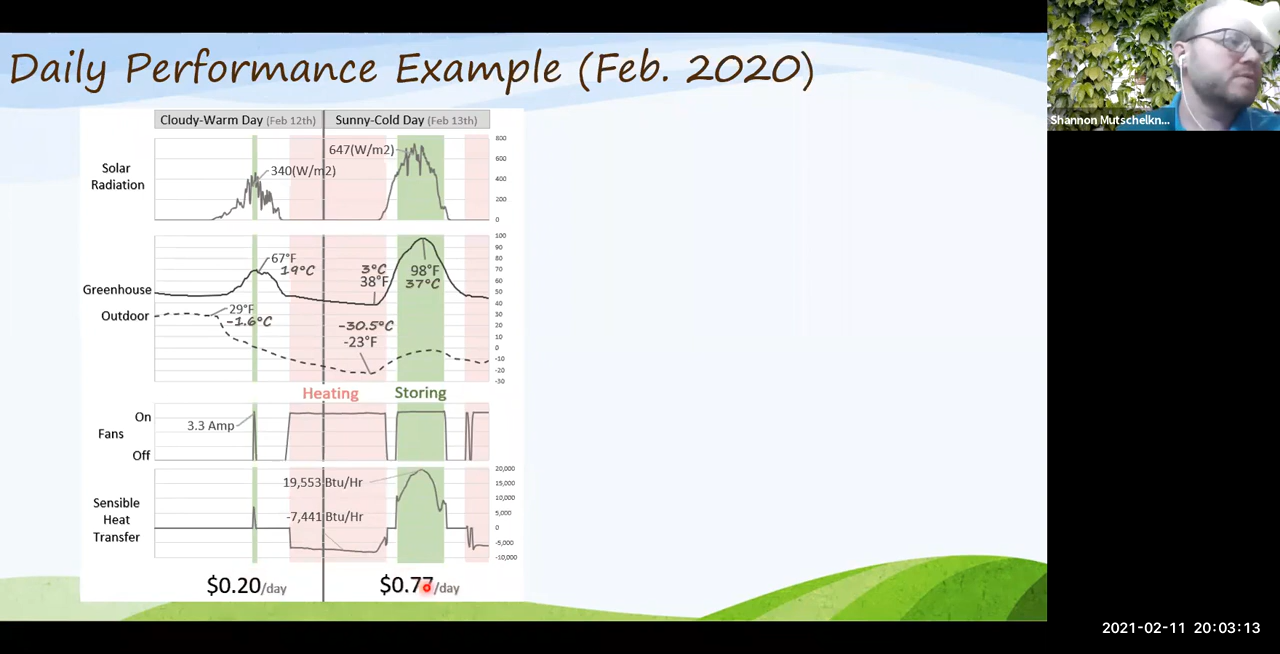 Daily Performance Example (Feb. 2020)
Shannon Mutschelkn...
Cloudy-Warm Day (Feb 12th)
Sunny-Cold Day (Feb 13th)
Solar
Radiation
340(W/m2)
647(W/m2)
800
600
400
200
0
Greenhouse
Outdoor
67°F
19°C
29°F
-1.6°C
3°C
38°F
98°F
37°C
-30.5°C
-23°F
100
90
80
70
60
50
40
30
20
10
0
-10
-20
-30
Heating
Storing
On
Fans
Off
3.3 Amp
Sensible
Heat
Transfer
19,553 Btu/Hr
-7,441 Btu/Hr
20,000
15,000
10,000
5,000
0
-5,000
-10,000
$0.20/day
$0.77/day
2021-02-11 20:03:13